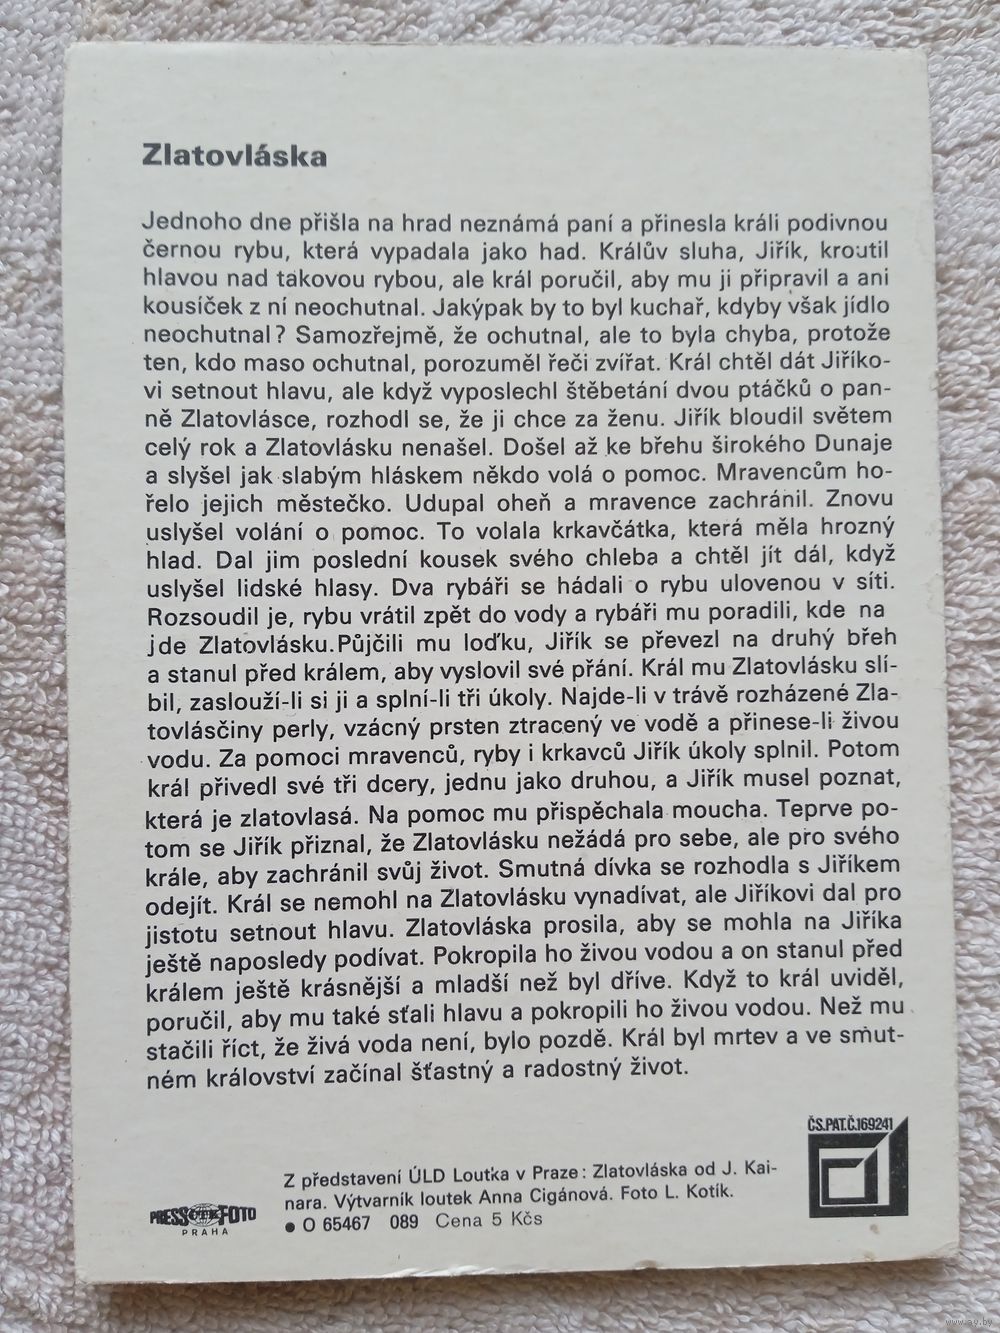 Zlatovláska
Jednoho dne přišla na hrad neznámá paní a přinesla králi podivnou
černou rybu, která vypadala jako had. Králův sluha, Jiřík, kroutil
hlavou nad takovou rybou, ale král poručil, aby mu ji připravil a ani
kousíček z ní neochutnal. Jakýpak by to byl kuchař, kdyby však jídlo
neochutnal? Samozřejmě, že ochutnal, ale to byla chyba, protože
ten, kdo maso ochutnal, porozuměl řeči zvířat. Král chtěl dát Jiříko-
vi setnout hlavu, ale když vyposlechl štěbetání dvou ptáčků o pan-
ně Zlatovlásce, rozhodl se, že ji chce za ženu. Jiřík bloudil světem
celý rok a Zlatovlásku nenašel. Došel až ke břehu širokého Dunaje
a slyšel jak slabým hláskem někdo volá o pomoc. Mravencům ho-
řelo jejich městečko. Udupal oheň a mravence zachránil. Znovu
uslyšel volání o pomoc. To volala krkavčátka, která měla hrozný
hlad. Dal jim poslední kousek svého chleba a chtěl jít dál, když
uslyšel lidské hlasy. Dva rybáři se hádali o rybu ulovenou v síti.
Rozsoudil je, rybu vrátil zpět do vody a rybáři mu poradili, kde na
jde Zlatovlásku.Půjčili mu loďku, Jiřík se převezl na druhý břeh
a stanul před králem, aby vyslovil své přání. Král mu Zlatovlásku slí-
bil, zaslouží-li si ji a splní-li tři úkoly. Najde-li v trávě rozházené Zla-
tovlásčiny perly, vzácný prsten ztracený ve vodě a přinese-li živou
vodu. Za pomoci mravenců, ryby i krkavců Jiřík úkoly splnil. Potom
král přivedl své tři dcery, jednu jako druhou, a Jiřík musel poznat,
která je zlatovlasá. Na pomoc mu přispěchala moucha. Teprve po-
tom se Jiřík přiznal, že Zlatovlásku nežádá pro sebe, ale pro svého
krále, aby zachránil svůj život. Smutná dívka se rozhodla s Jiříkem
odejít. Král se nemohl na Zlatovlásku vynadívat, ale Jiříkovi dal pro
jistotu setnout hlavu. Zlatovláska prosila, aby se mohla na Jiříka
ještě naposledy podívat. Pokropila ho živou vodou a on stanul před
králem ještě krásnější a mladší než byl dříve. Když to král uviděl,
poručil, aby mu také sťali hlavu a pokropili ho živou vodou. Než mu
stačili říct, že živá voda není, bylo pozdě. Král byl mrtev a ve smut-
ném království začínal šťastný a radostný život.
ČS.PAT.Č.169241
Z představení ÚLD Loutka v Praze: Zlatovláska od J. Kai-
nara. Výtvarník loutek Anna Cigánová. Foto L. Kotík.
● O 65467 089 Cena 5 Kčs
PRESS ČTK FOTO
PRAHA
www.ay.by